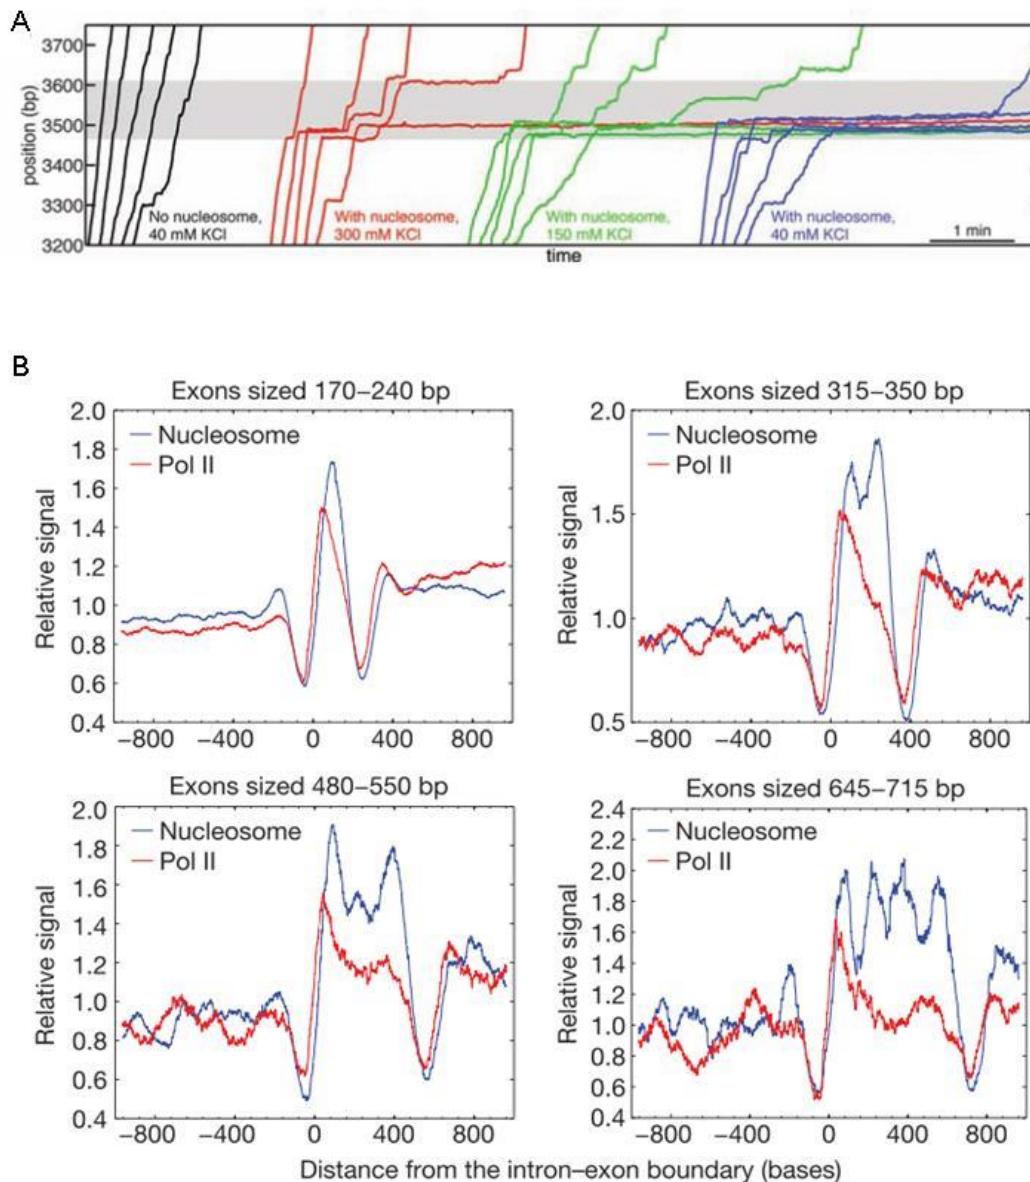 A
position (bp)
3700
3600
3500
3400
3300
3200
No nucleosome,
40 mM KCl
With nucleosome,
300 mM KCl
With nucleosome,
150 mM KCl
With nucleosome,
40 mM KCl
1 min
time
B
Exons sized 170–240 bp
Relative signal
2.0
1.8
1.6
1.4
1.2
1.0
0.8
0.6
0.4
Nucleosome
Pol II
−800
−400
0
400
800
Exons sized 315–350 bp
Relative signal
2.0
1.5
1.0
0.5
Nucleosome
Pol II
−800
−400
0
400
800
Exons sized 480–550 bp
Relative signal
2.0
1.8
1.6
1.4
1.2
1.0
0.8
0.6
0.4
Nucleosome
Pol II
−800
−400
0
400
800
Exons sized 645–715 bp
Relative signal
2.4
2.2
2.0
1.8
1.6
1.4
1.2
1.0
0.8
0.6
0.4
Nucleosome
Pol II
−800
−400
0
400
800
Distance from the intron–exon boundary (bases)